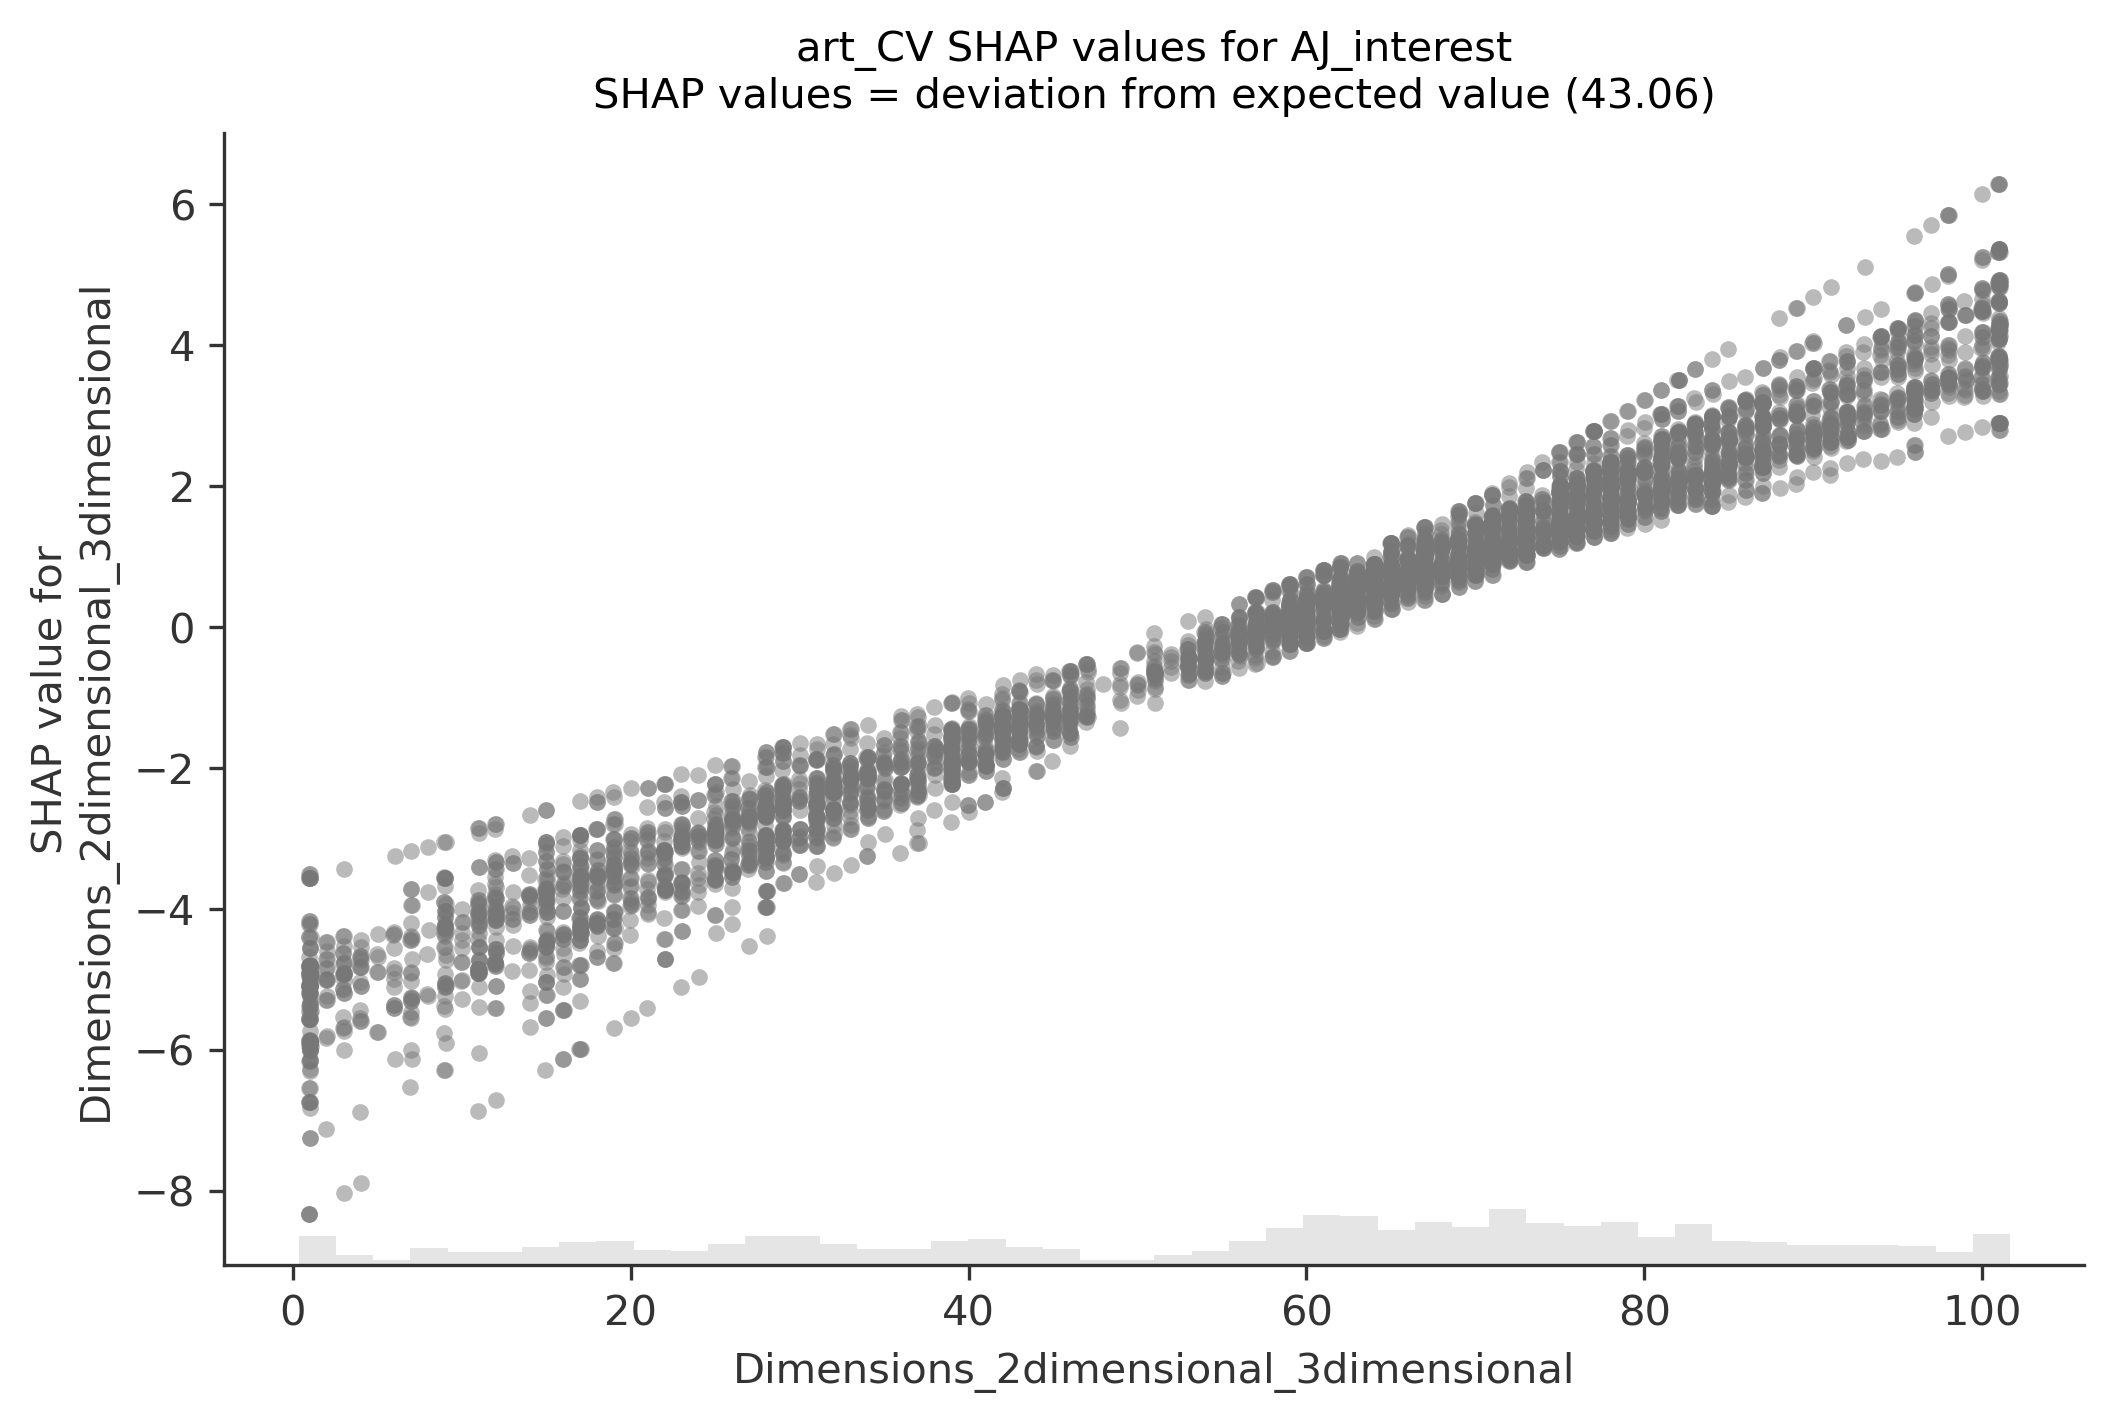 art_CV SHAP values for AJ_interest
SHAP values = deviation from expected value (43.06)
SHAP value for
Dimensions_2dimensional_3dimensional
6
4
2
0
−2
−4
−6
−8
0 20 40 60 80 100
Dimensions_2dimensional_3dimensional